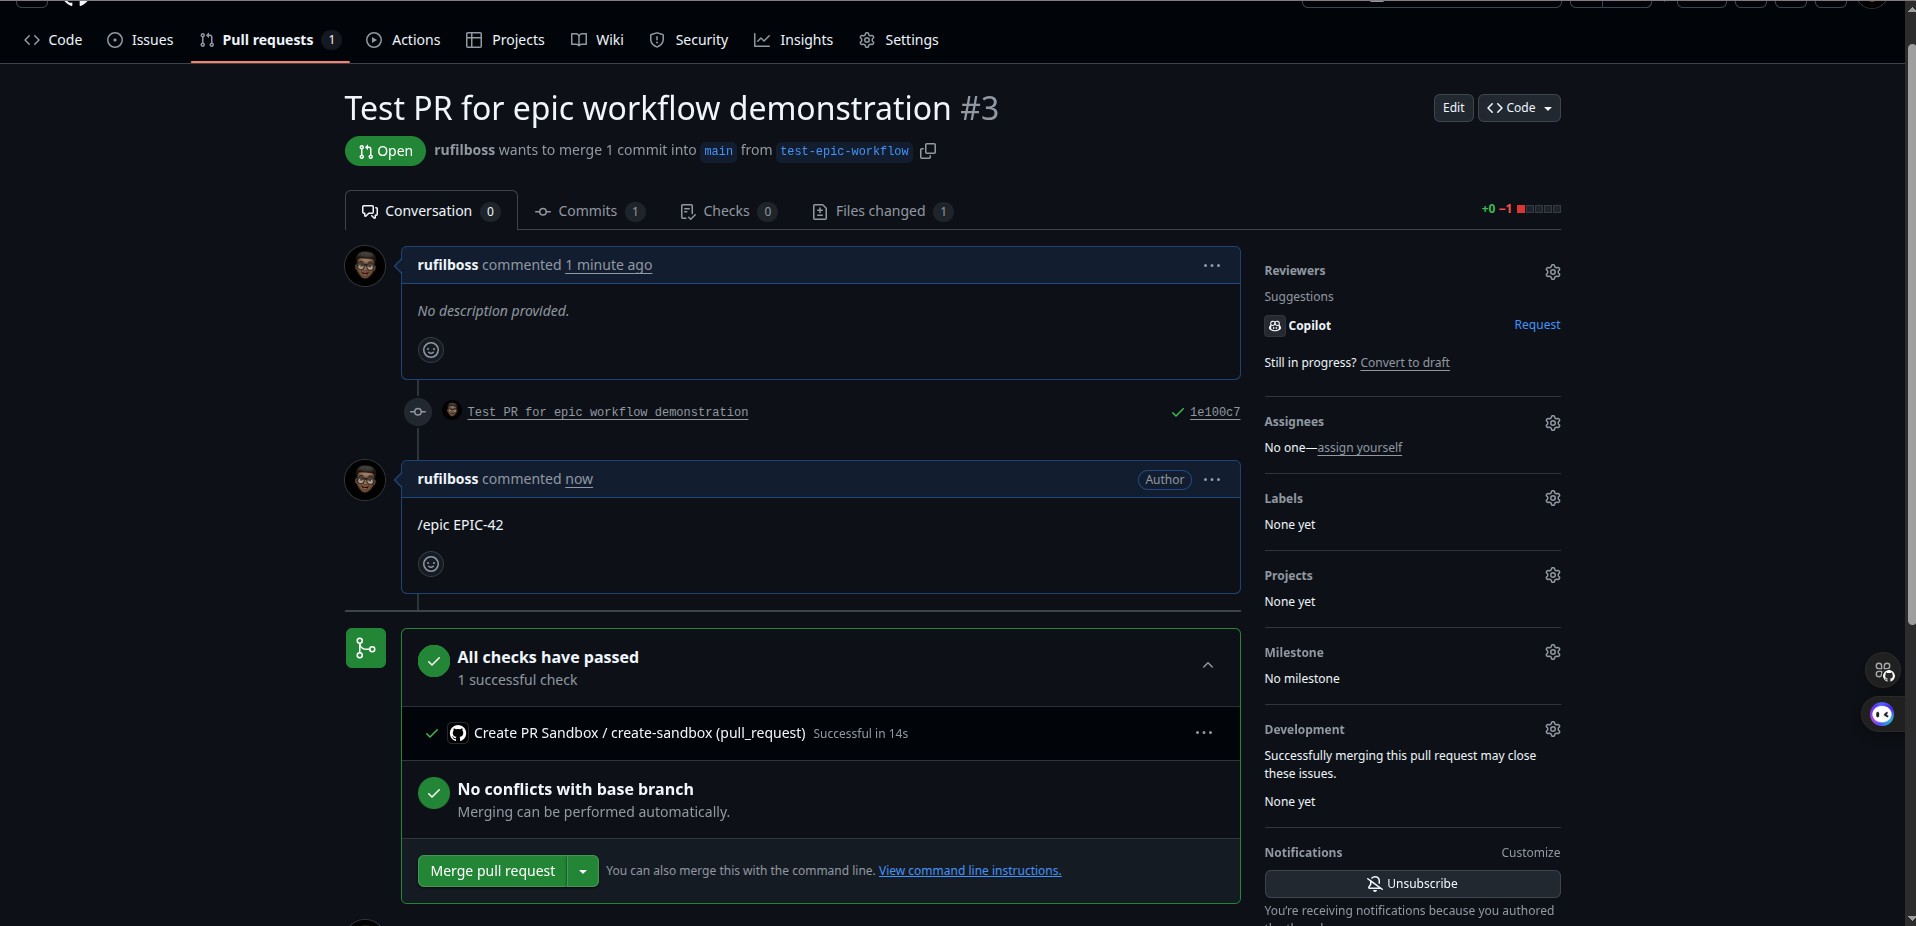 Code Issues Pull requests 1 Actions Projects Wiki Security Insights Settings
Test PR for epic workflow demonstration #3
Edit Code
Open rufilboss wants to merge 1 commit into main from test-epic-workflow
Conversation 0 Commits 1 Checks 0 Files changed 1
+0 −1
rufilboss commented 1 minute ago
No description provided.
Test PR for epic workflow demonstration 1e100c7
rufilboss commented now Author
/epic EPIC-42
All checks have passed
1 successful check
Create PR Sandbox / create-sandbox (pull_request) Successful in 14s
No conflicts with base branch
Merging can be performed automatically.
Merge pull request You can also merge this with the command line. View command line instructions.
Reviewers
Suggestions
Copilot Request
Still in progress? Convert to draft
Assignees
No one—assign yourself
Labels
None yet
Projects
None yet
Milestone
No milestone
Development
Successfully merging this pull request may close
these issues.
None yet
Notifications Customize
Unsubscribe
You're receiving notifications because you authored